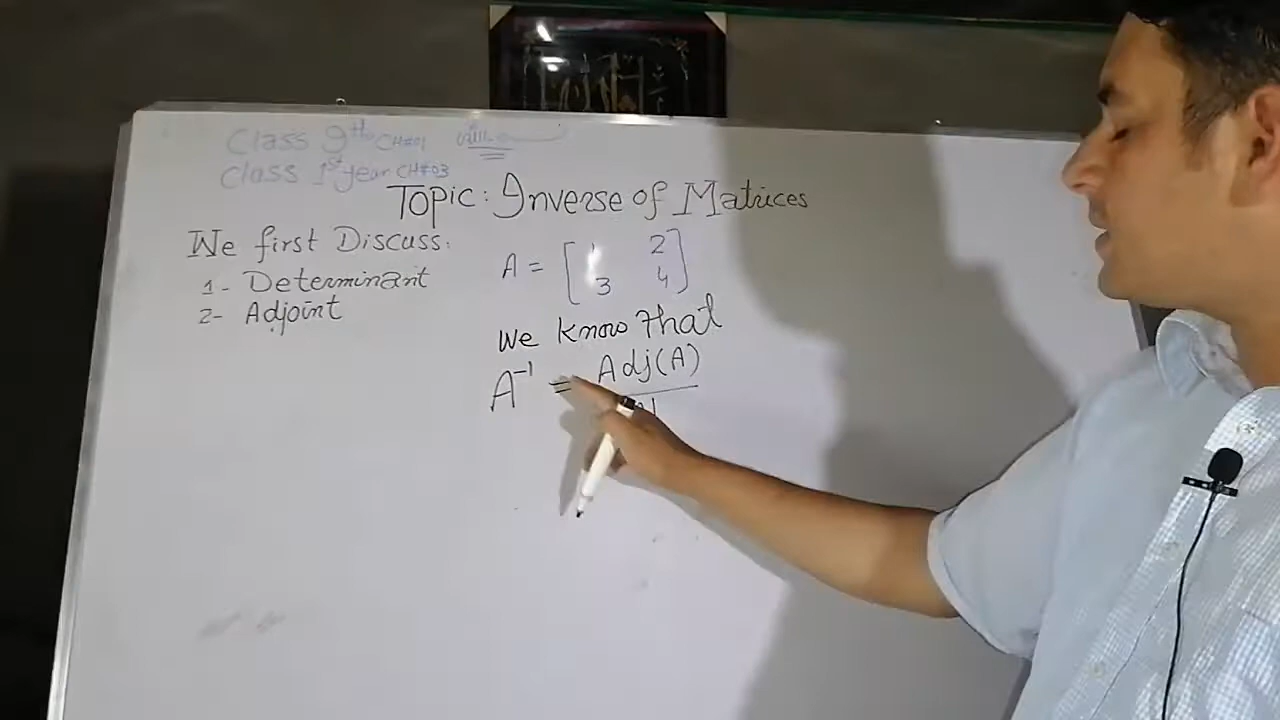 Class 9th CH#01
Class 1st year CH#03
Topic: Inverse of Matrices
We first Discuss:
1- Determinant
2- Adjoint
A = [ 1 2
3 4 ]
We know that
A⁻¹ = Adj(A)